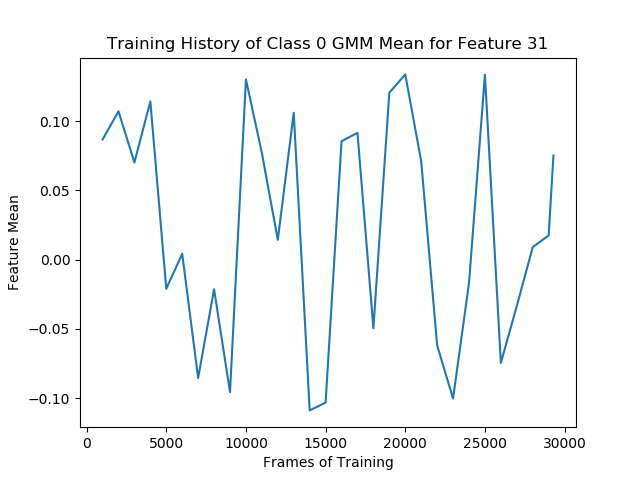 Training History of Class 0 GMM Mean for Feature 31
0.10
0.05
0.00
−0.05
−0.10
Feature Mean
0 5000 10000 15000 20000 25000 30000
Frames of Training